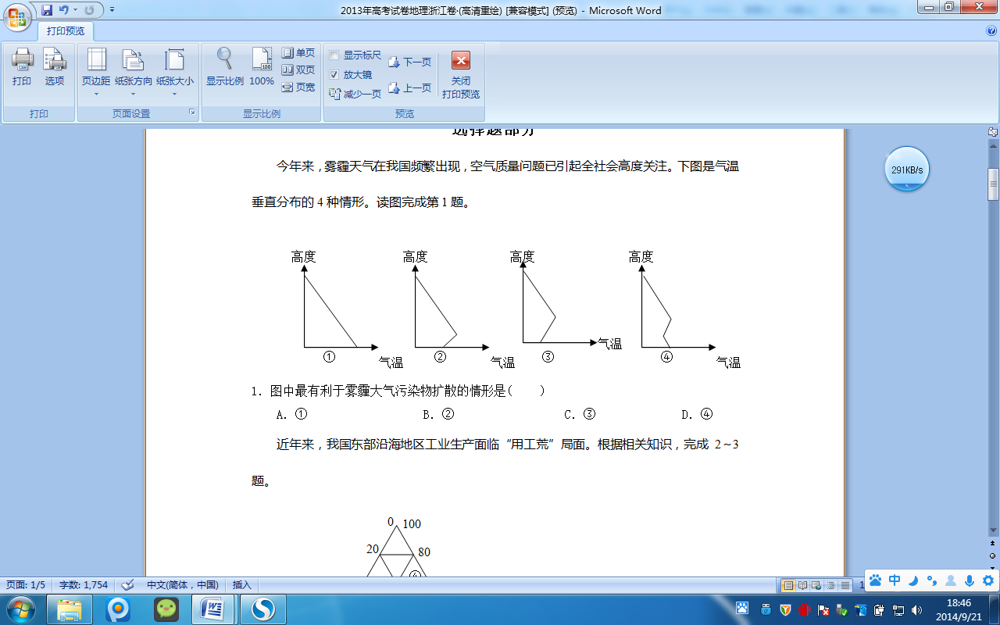 2013年高考试卷地理浙江卷·(高清重绘) [兼容模式] (预览) - Microsoft Word
打印预览
打印 选项 页边距 纸张方向 纸张大小 显示比例 100% 单页 双页 页宽 显示标尺 放大镜 减少一页 下一页 上一页 关闭 打印预览
打印 页面设置 显示比例 预览
选择题部分
今年来，雾霾天气在我国频繁出现，空气质量问题已引起全社会高度关注。下图是气温
垂直分布的 4 种情形。读图完成第 1 题。
高度 高度 高度 高度
① 气温 ② 气温 ③ 气温 ④ 气温
1. 图中最有利于雾霾大气污染物扩散的情形是( )
A. ① B. ② C. ③ D. ④
近年来，我国东部沿海地区工业生产面临“用工荒”局面。根据相关知识，完成 2～3
题。
0 100
20 80
291KB/s
页面: 1/5 字数: 1,754 中文(简体，中国) 插入
中
18:46
2014/9/21